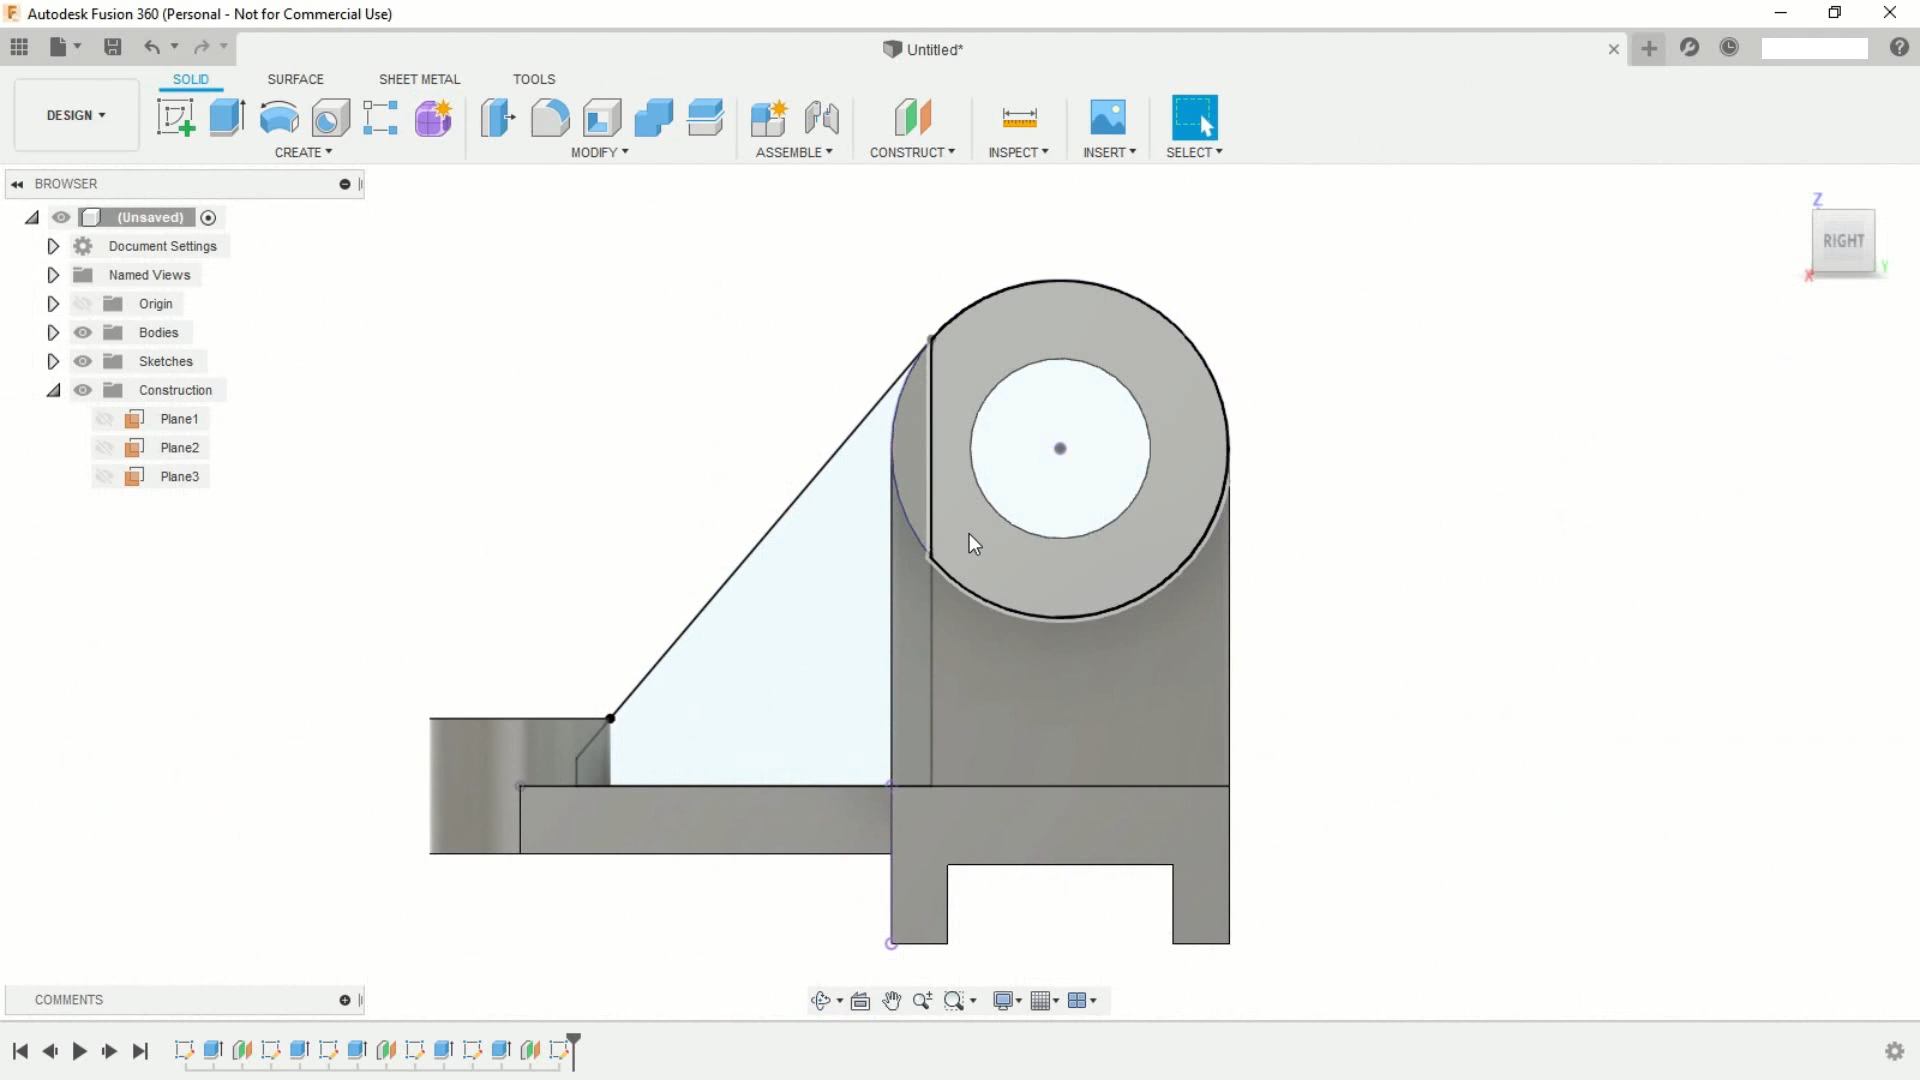 F Autodesk Fusion 360 (Personal - Not for Commercial Use)
Untitled*
SOLID SURFACE SHEET METAL TOOLS
DESIGN
CREATE MODIFY ASSEMBLE CONSTRUCT INSPECT INSERT SELECT
BROWSER
(Unsaved)
Document Settings
Named Views
Origin
Bodies
Sketches
Construction
Plane1
Plane2
Plane3
Z
RIGHT
X Y
COMMENTS